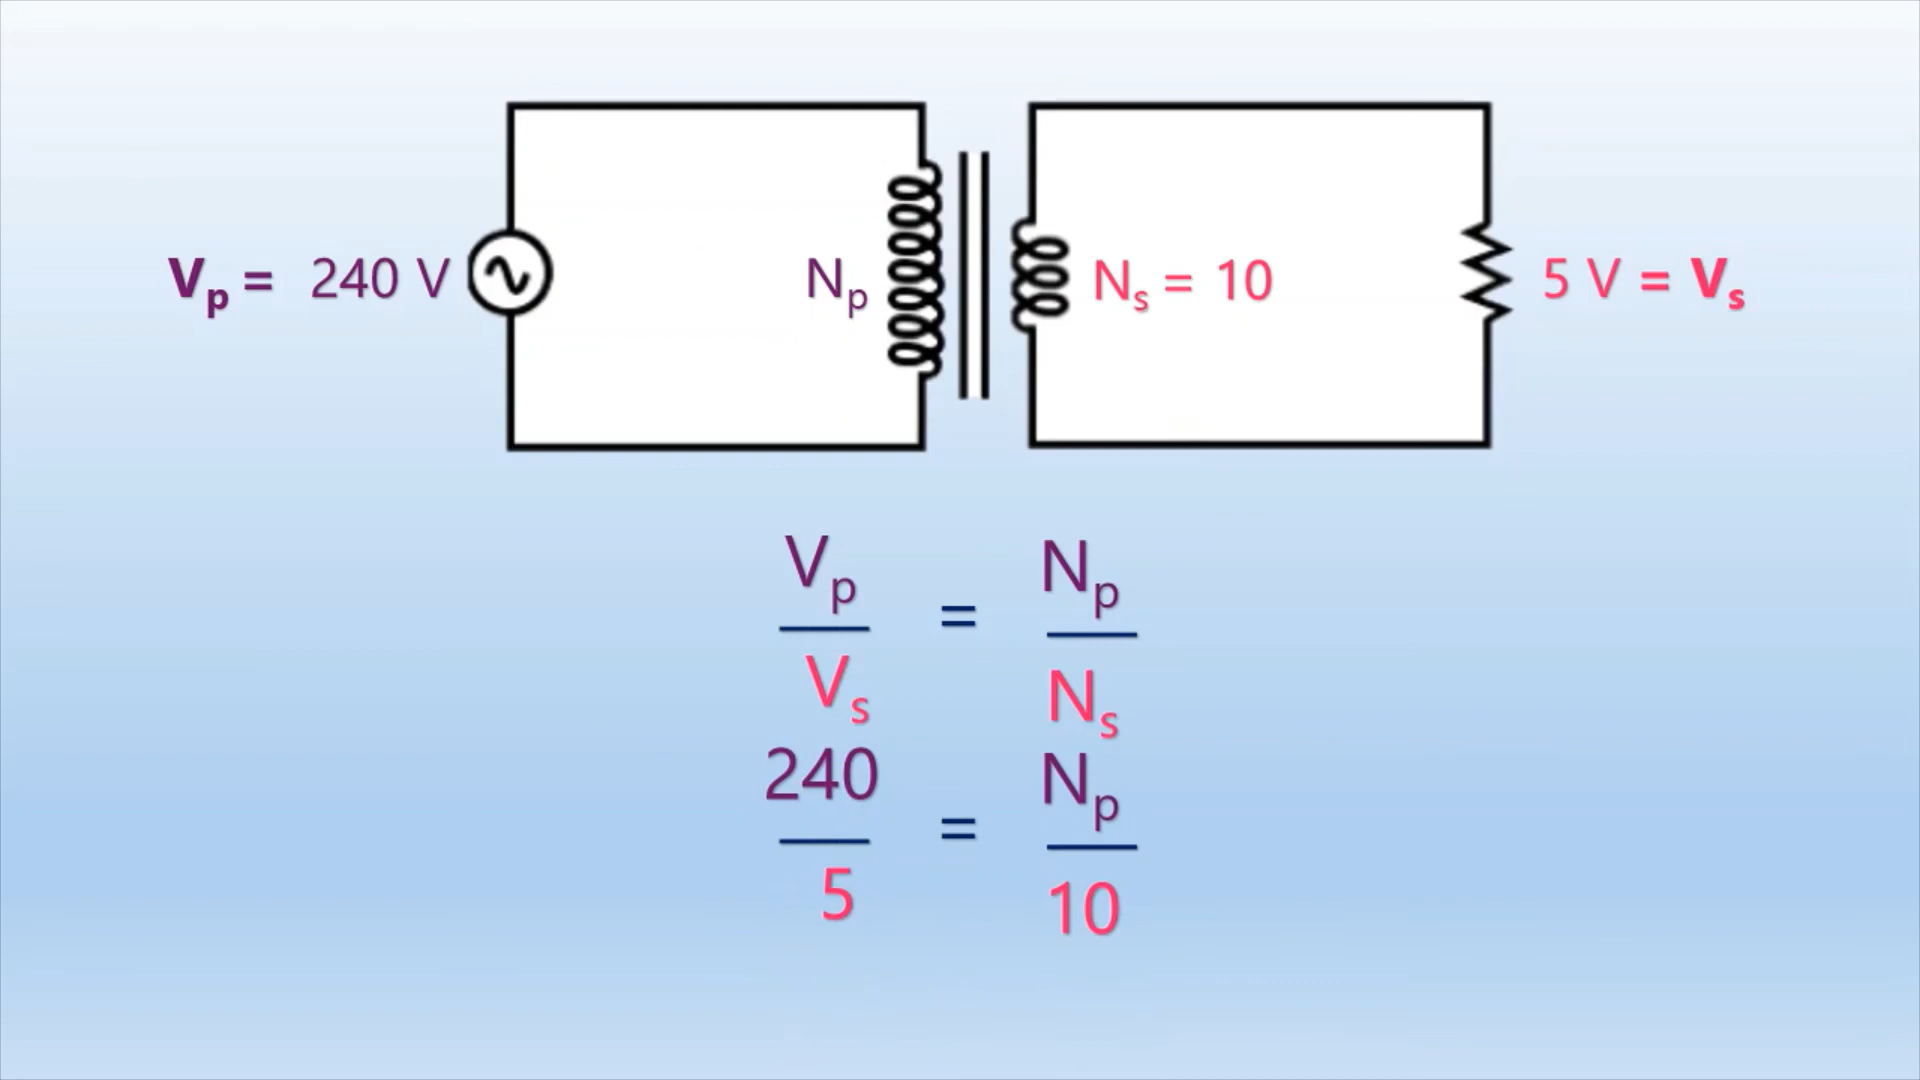 Vₚ = 240 V
Nₚ
Nₛ = 10
5 V = Vₛ
Vₚ = Nₚ
Vₛ Nₛ
240 = Nₚ
5 10